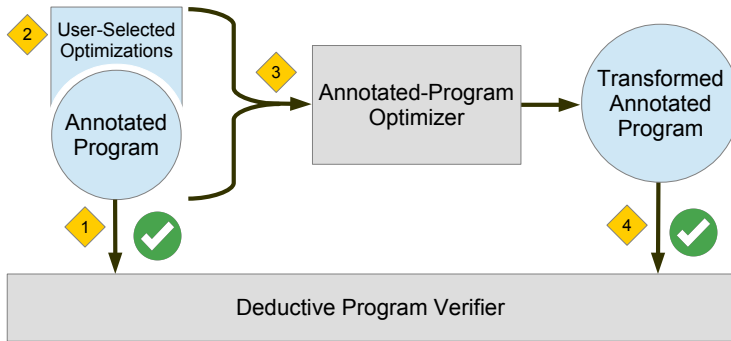 2
User-Selected
Optimizations
Annotated
Program
3
Annotated-Program
Optimizer
Transformed
Annotated
Program
1
4
Deductive Program Verifier